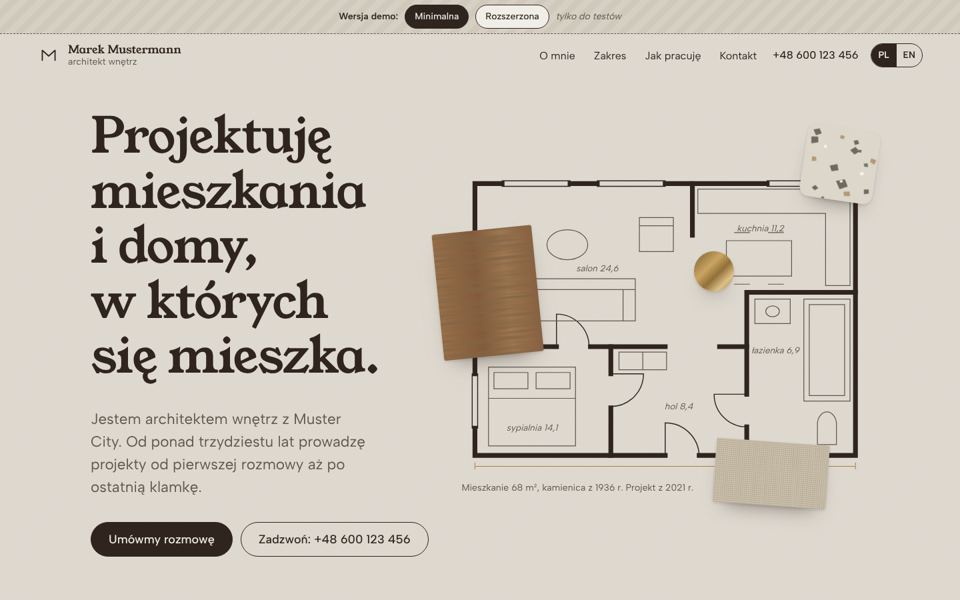 Wersja demo: Minimalna Rozszerzona tylko do testów
Marek Mustermann
architekt wnętrz
O mnie Zakres Jak pracuję Kontakt +48 600 123 456 PL EN
Projektuję
mieszkania
i domy,
w których
się mieszka.
Jestem architektem wnętrz z Muster
City. Od ponad trzydziestu lat prowadzę
projekty od pierwszej rozmowy aż po
ostatnią klamkę.
Umówmy rozmowę Zadzwoń: +48 600 123 456
kuchnia 11,2
salon 24,6
łazienka 6,9
hol 8,4
sypialnia 14,1
Mieszkanie 68 m², kamienica z 1936 r. Projekt z 2021 r.